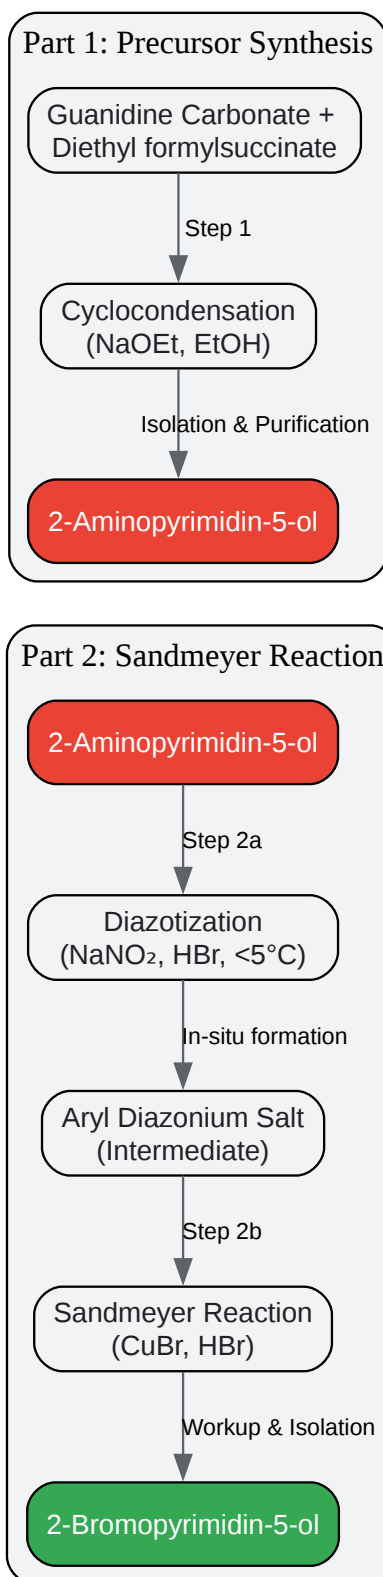 Part 1: Precursor Synthesis
Guanidine Carbonate +
Diethyl formylsuccinate
Step 1
Cyclocondensation
(NaOEt, EtOH)
Isolation & Purification
2-Aminopyrimidin-5-ol
Part 2: Sandmeyer Reaction
2-Aminopyrimidin-5-ol
Step 2a
Diazotization
(NaNO₂, HBr, <5°C)
In-situ formation
Aryl Diazonium Salt
(Intermediate)
Step 2b
Sandmeyer Reaction
(CuBr, HBr)
Workup & Isolation
2-Bromopyrimidin-5-ol